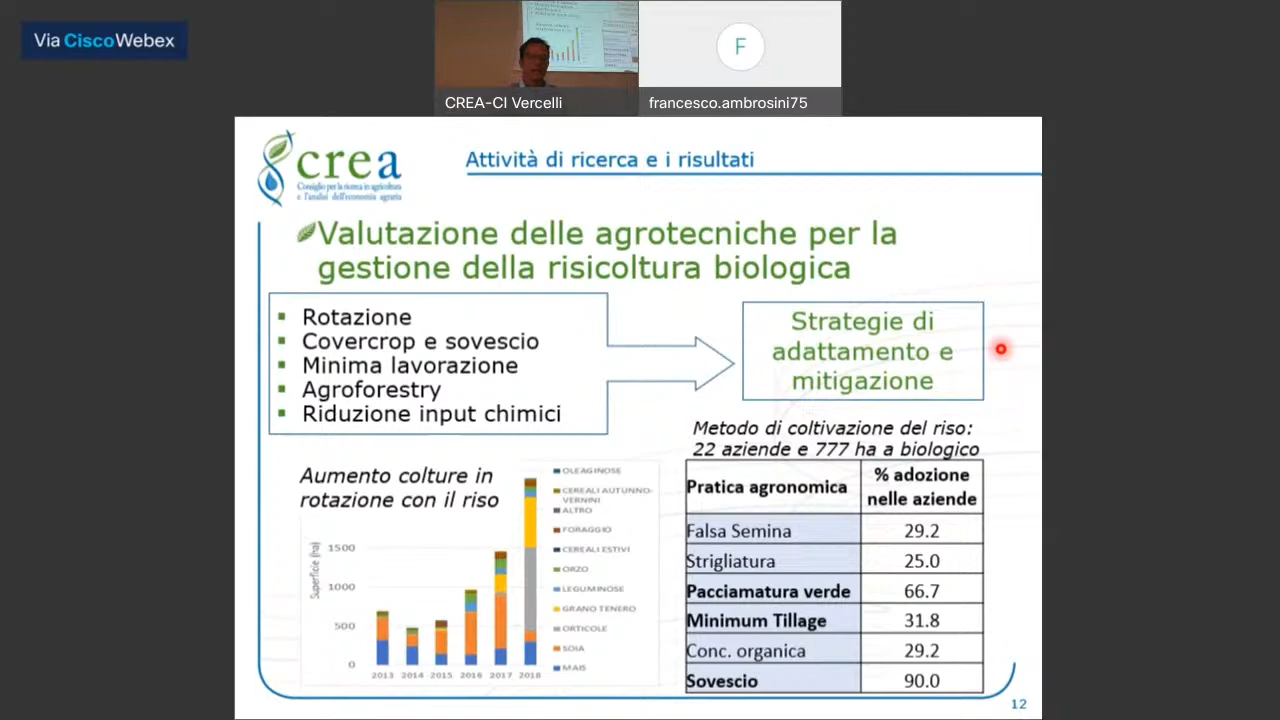 Via Cisco Webex
CREA-CI Vercelli
F
francesco.ambrosini75
crea
Consiglio per la ricerca in agricoltura
e l'analisi dell'economia agraria
Attività di ricerca e i risultati
Valutazione delle agrotecniche per la
gestione della risicoltura biologica
Rotazione
Covercrop e sovescio
Minima lavorazione
Agroforestry
Riduzione input chimici
Strategie di
adattamento e
mitigazione
Aumento colture in
rotazione con il riso
Superficie (ha)
1500
1000
500
0
2013 2014 2015 2016 2017 2018
OLEAGINOSE
CEREALI AUTUNNO-
VERNINI
ALTRO
FORAGGIO
CEREALI ESTIVI
ORZO
LEGUMINOSE
GRANO TENERO
ORTICOLE
SOIA
MAIS
Metodo di coltivazione del riso:
22 aziende e 777 ha a biologico
Pratica agronomica
% adozione
nelle aziende
Falsa Semina 29.2
Strigliatura 25.0
Pacciamatura verde 66.7
Minimum Tillage 31.8
Conc. organica 29.2
Sovescio 90.0
12